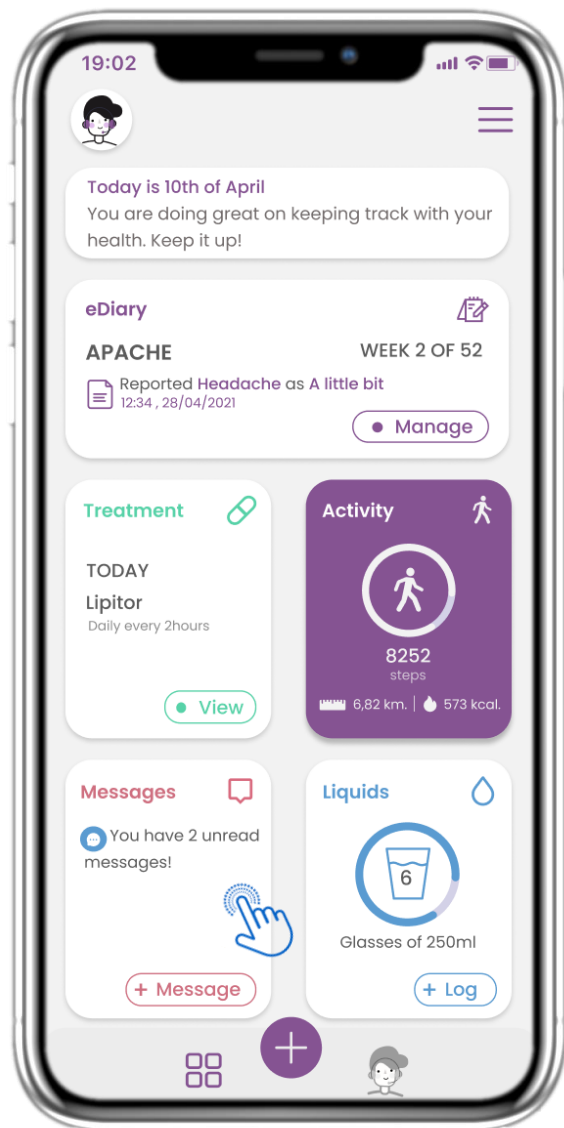 19:02
Today is 10th of April
You are doing great on keeping track with your
health. Keep it up!
eDiary
APACHE
WEEK 2 OF 52
Reported Headache as A little bit
12:34 , 28/04/2021
Manage
Treatment
TODAY
Lipitor
Daily every 2hours
View
Activity
8252
steps
6,82 km.
573 kcal.
Messages
You have 2 unread
messages!
+ Message
Liquids
6
Glasses of 250ml
+ Log